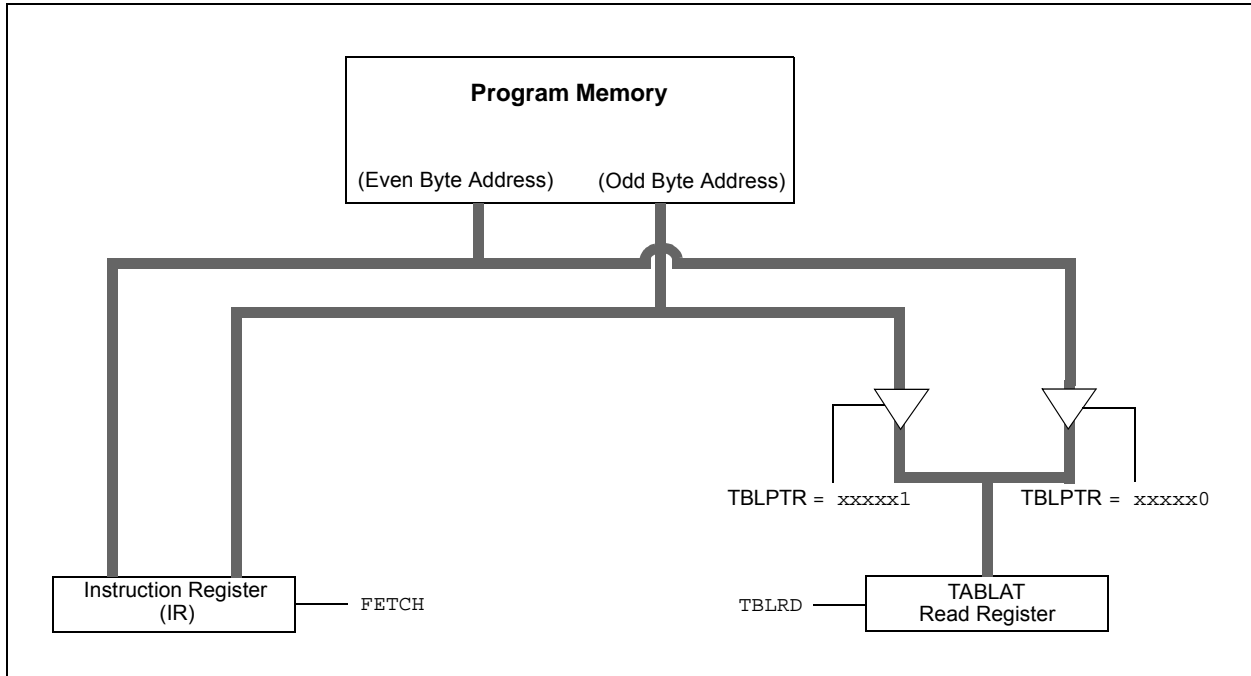 Program Memory
(Even Byte Address)
(Odd Byte Address)
TBLPTR = xxxxx1
TBLPTR = xxxxx0
Instruction Register
(IR)
FETCH
TBLRD
TABLAT
Read Register